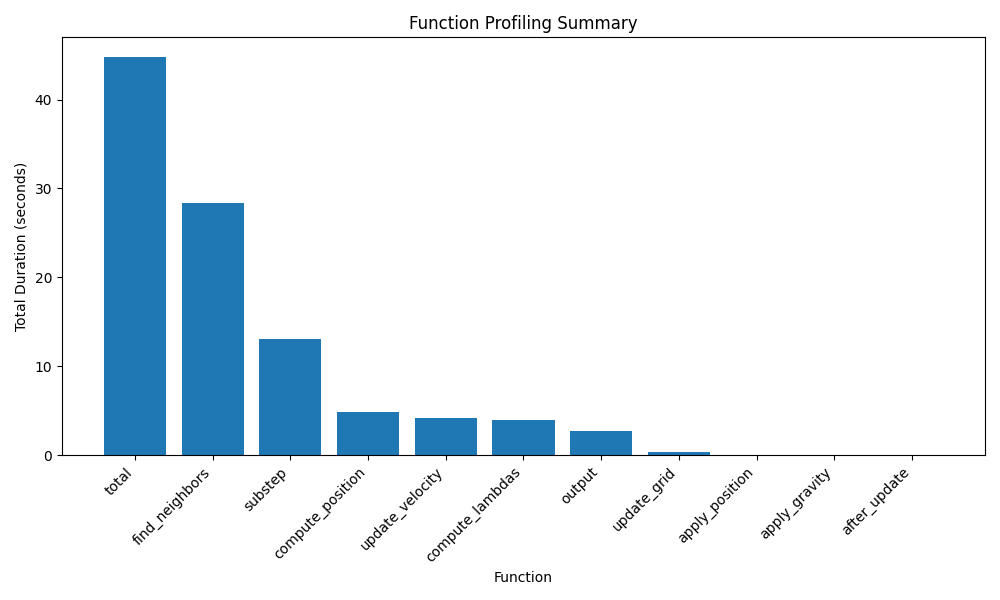 Function Profiling Summary
Total Duration (seconds)
40
30
20
10
0
total
find_neighbors
substep
compute_position
update_velocity
compute_lambdas
output
update_grid
apply_position
apply_gravity
after_update
Function